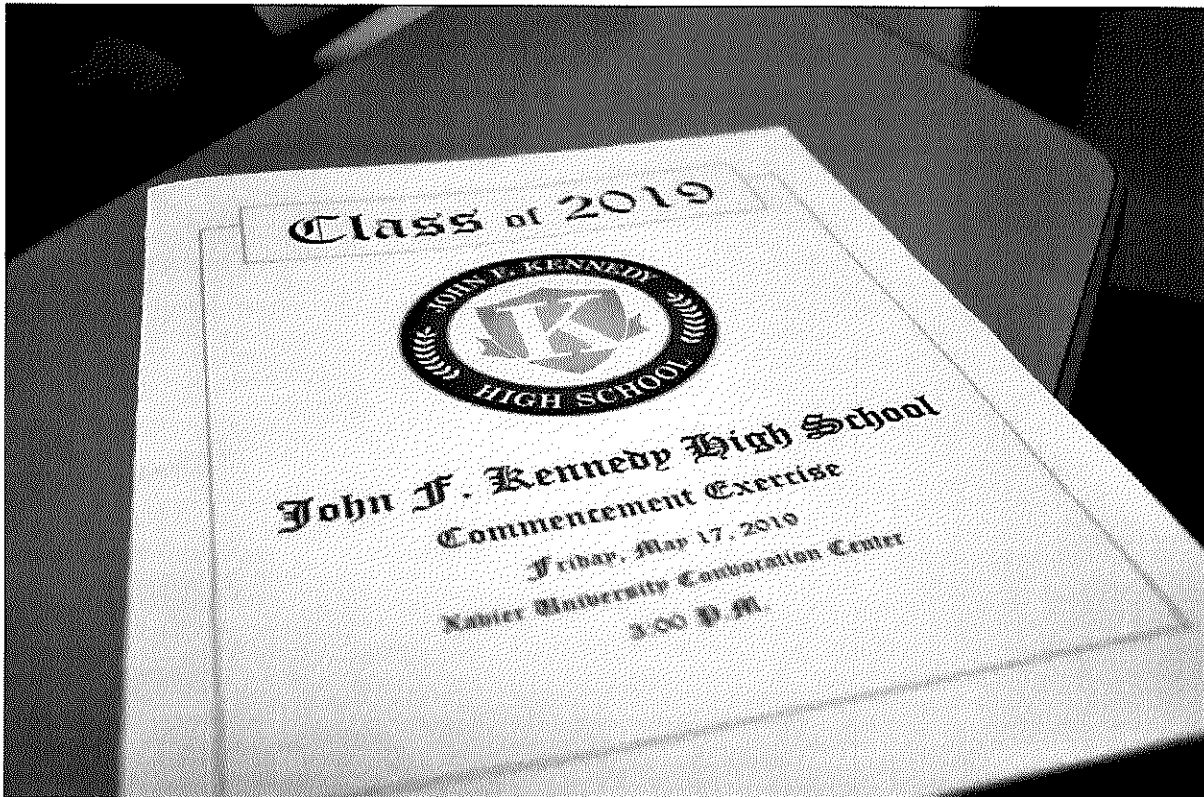 Class of 2019
JOHN F. KENNEDY
K
HIGH SCHOOL
John F. Kennedy High School
Commencement Exercise
Friday, May 17, 2019
Xavier University Convocation Center
3:00 P.M.